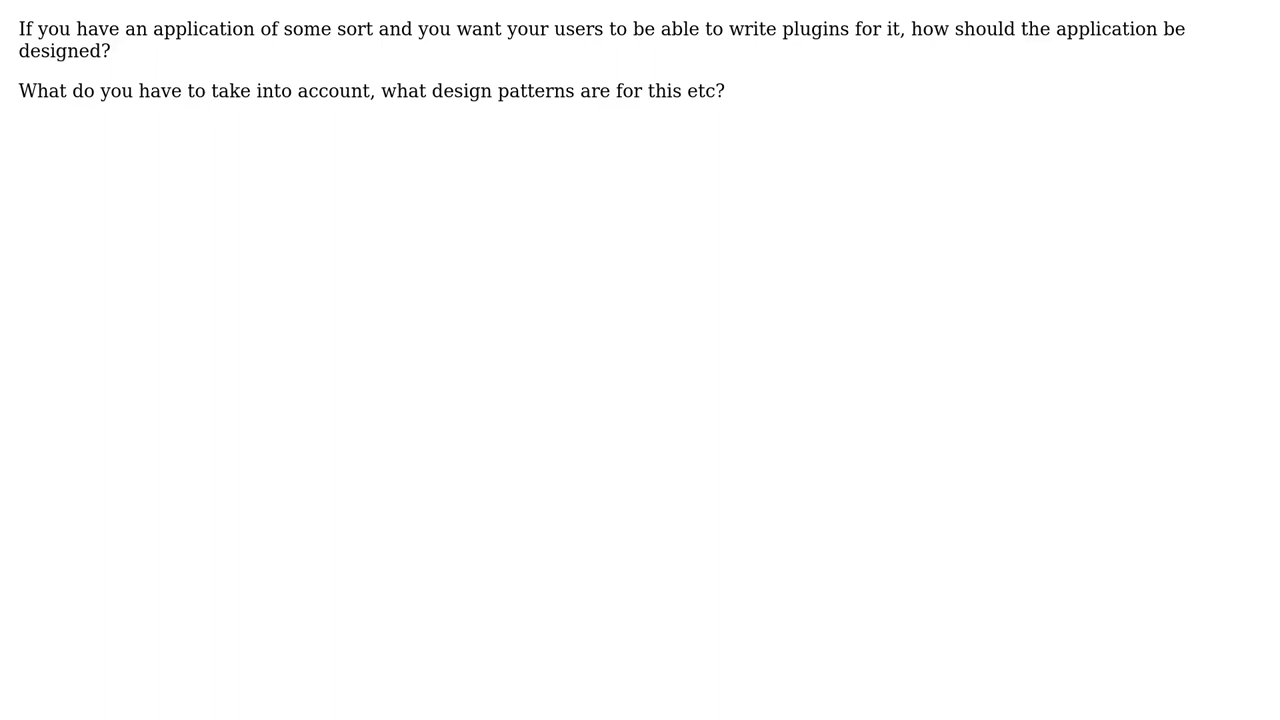 If you have an application of some sort and you want your users to be able to write plugins for it, how should the application be
designed?
What do you have to take into account, what design patterns are for this etc?